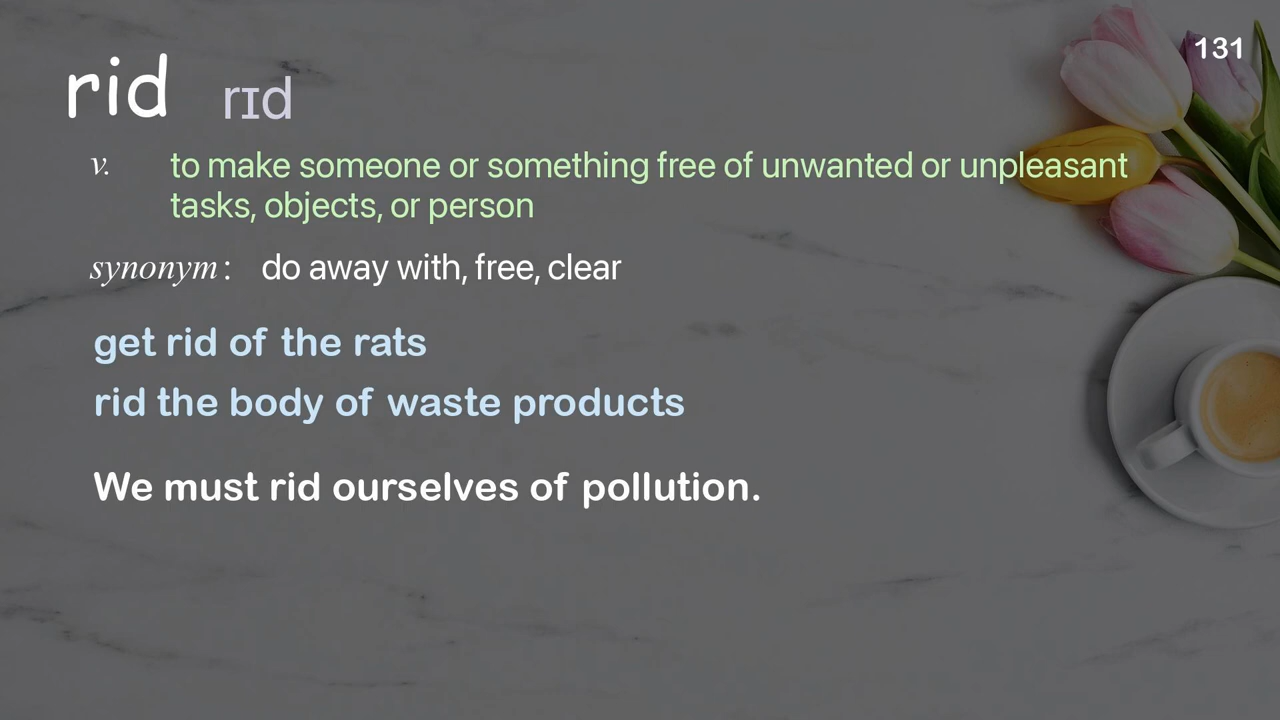 131
rid rɪd
v. to make someone or something free of unwanted or unpleasant
tasks, objects, or person
synonym: do away with, free, clear
get rid of the rats
rid the body of waste products
We must rid ourselves of pollution.